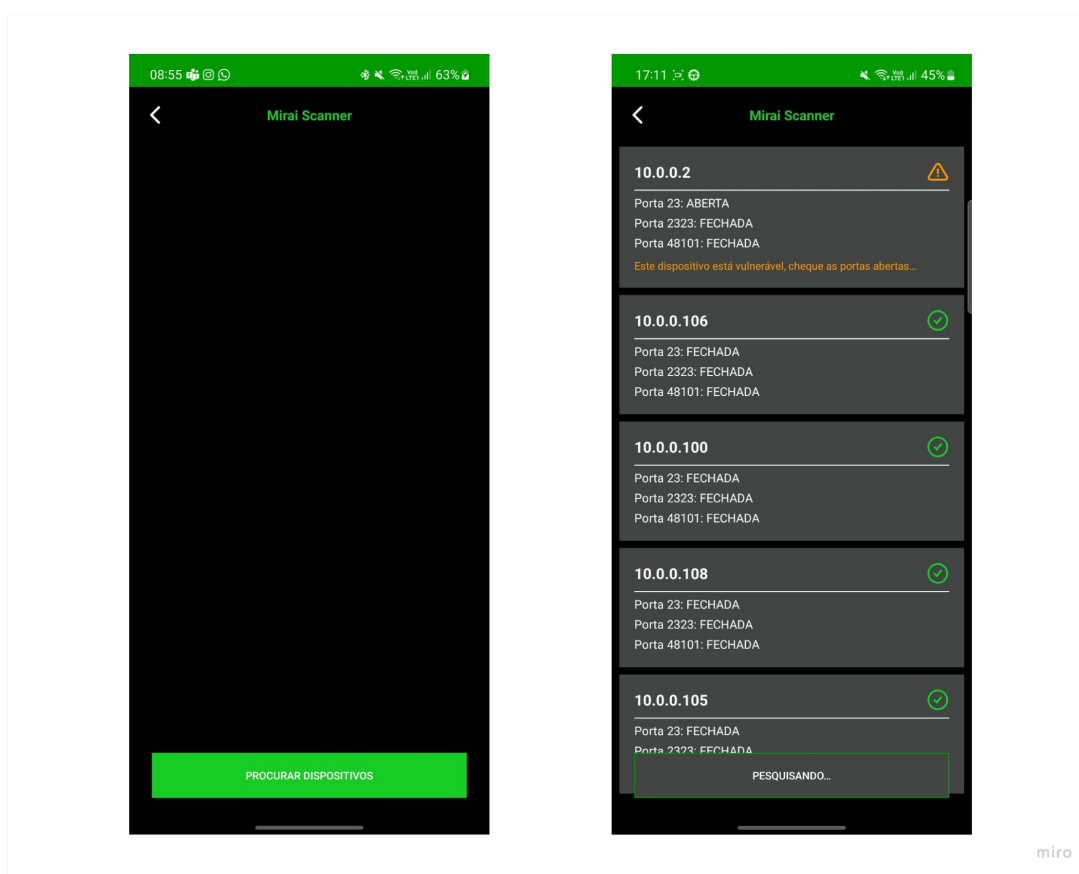 08:55
63%
Mirai Scanner
PROCURAR DISPOSITIVOS
17:11
45%
Mirai Scanner
10.0.0.2
Porta 23: ABERTA
Porta 2323: FECHADA
Porta 48101: FECHADA
Este dispositivo está vulnerável, cheque as portas abertas...
10.0.0.106
Porta 23: FECHADA
Porta 2323: FECHADA
Porta 48101: FECHADA
10.0.0.100
Porta 23: FECHADA
Porta 2323: FECHADA
Porta 48101: FECHADA
10.0.0.108
Porta 23: FECHADA
Porta 2323: FECHADA
Porta 48101: FECHADA
10.0.0.105
Porta 23: FECHADA
Porta 2323: FECHADA
PESQUISANDO...
miro